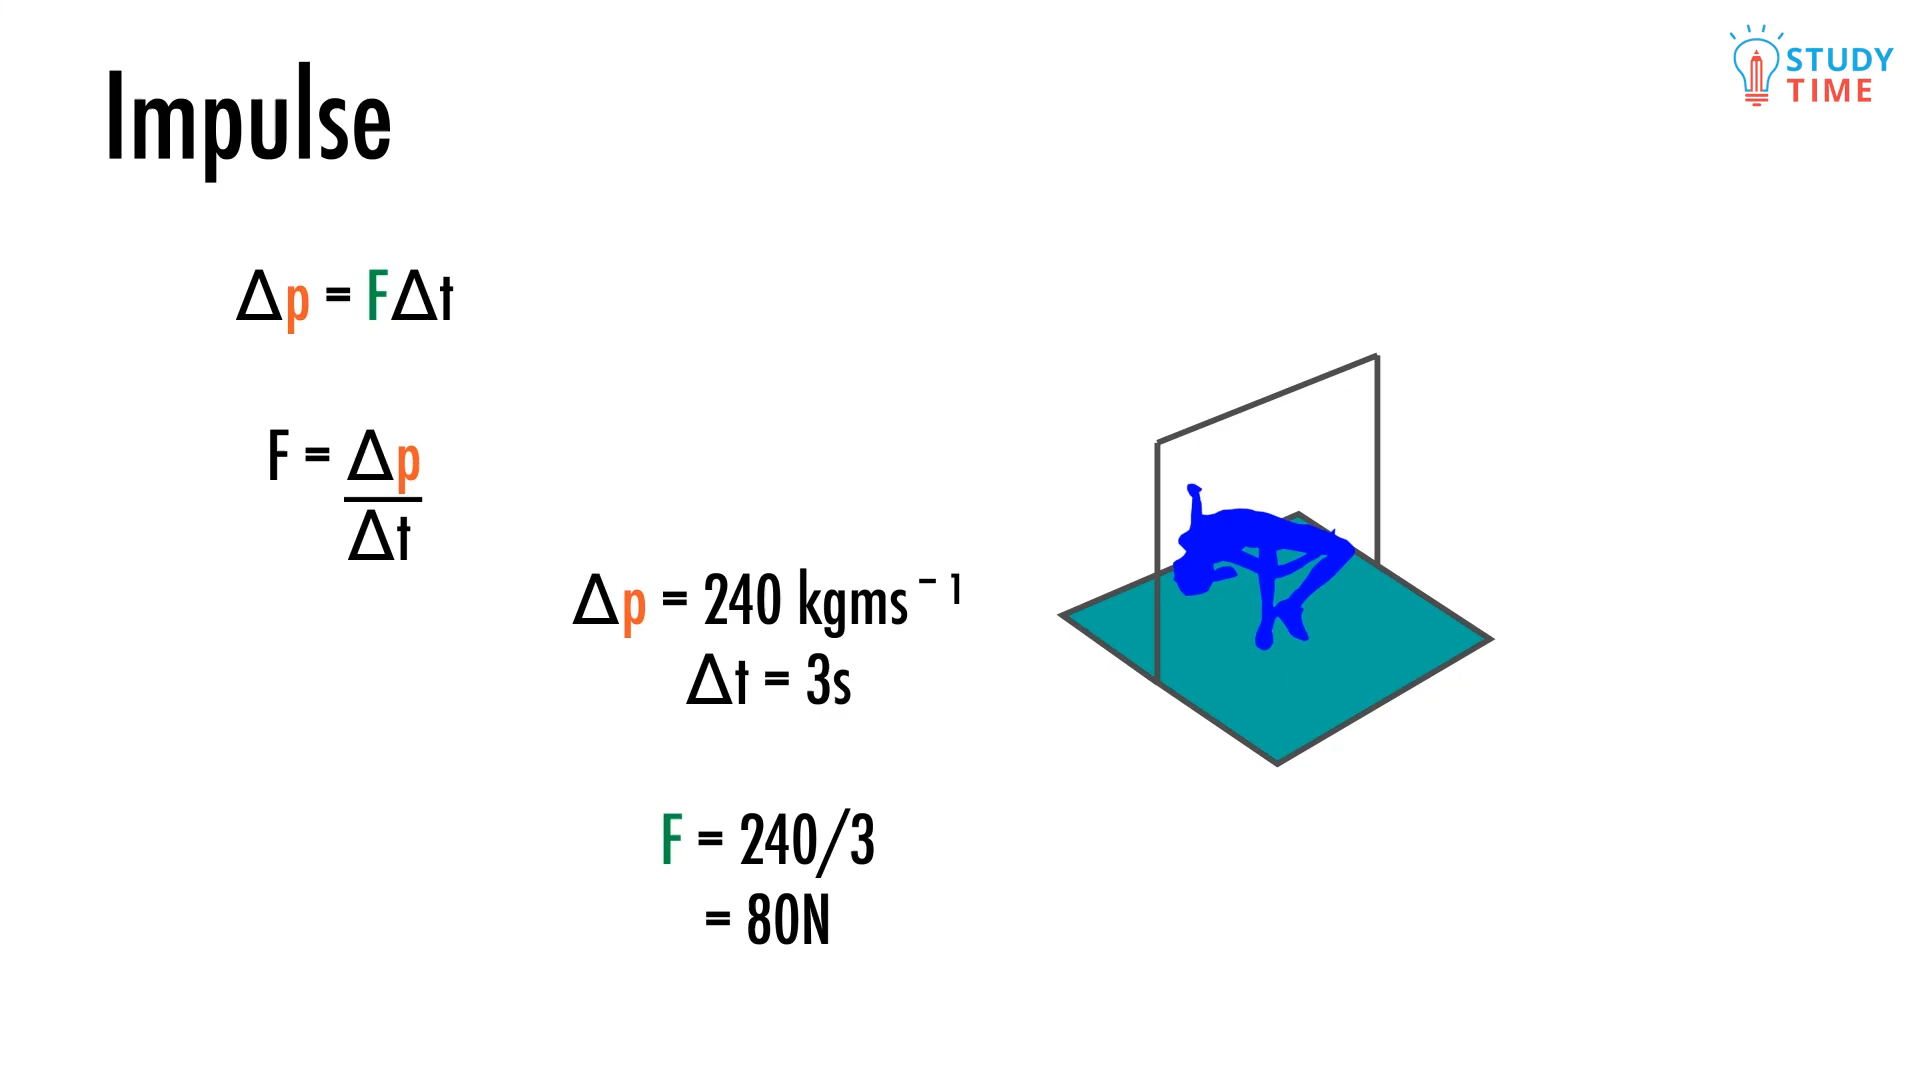 Impulse
STUDY
TIME
Δp = FΔt
F = Δp
Δt
Δp = 240 kgms⁻¹
Δt = 3s
F = 240/3
= 80N